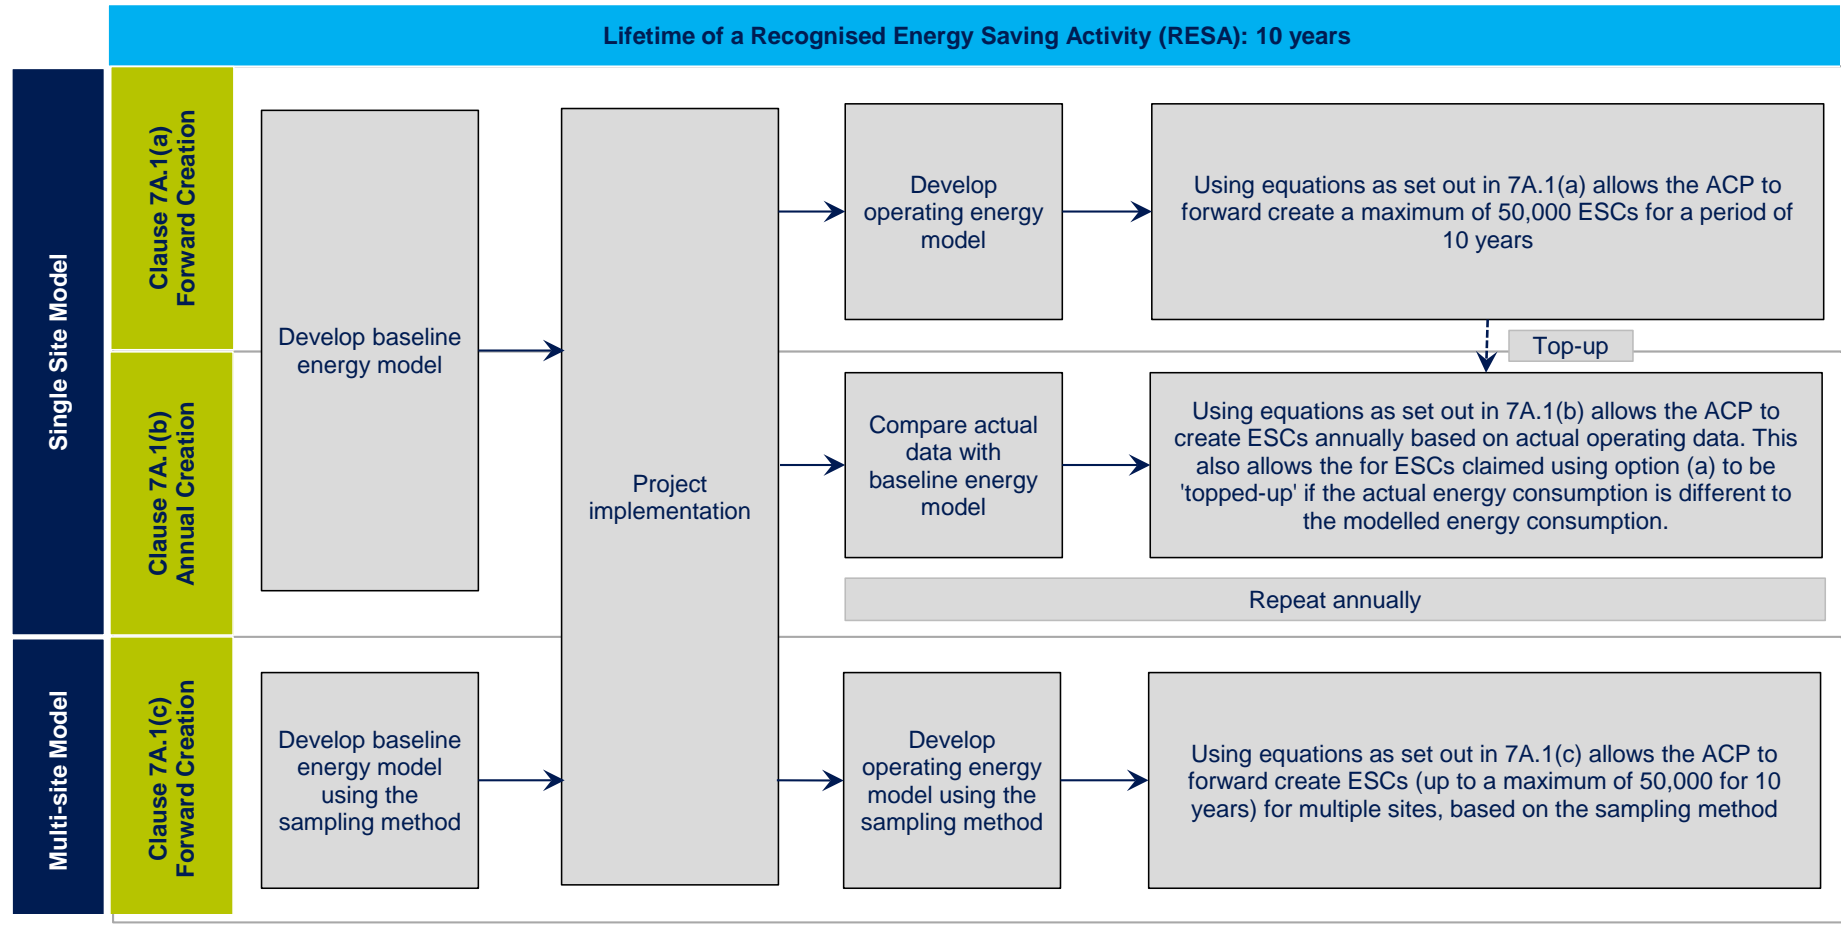 Lifetime of a Recognised Energy Saving Activity (RESA): 10 years
Single Site Model
Clause 7A.1(a)
Forward Creation
Develop baseline
energy model
Project
implementation
Develop
operating energy
model
Using equations as set out in 7A.1(a) allows the ACP to
forward create a maximum of 50,000 ESCs for a period of
10 years
Top-up
Clause 7A.1(b)
Annual Creation
Compare actual
data with
baseline energy
model
Using equations as set out in 7A.1(b) allows the ACP to
create ESCs annually based on actual operating data. This
also allows the for ESCs claimed using option (a) to be
'topped-up' if the actual energy consumption is different to
the modelled energy consumption.
Repeat annually
Multi-site Model
Clause 7A.1(c)
Forward Creation
Develop baseline
energy model
using the
sampling method
Develop
operating energy
model using the
sampling method
Using equations as set out in 7A.1(c) allows the ACP to
forward create ESCs (up to a maximum of 50,000 for 10
years) for multiple sites, based on the sampling method